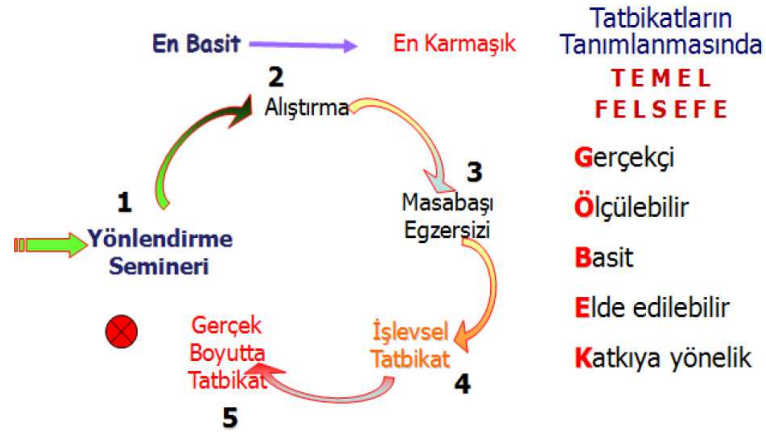 En Basit
En Karmaşık
1
Yönlendirme
Semineri
2
Alıştırma
3
Masabaşı
Egzersizi
İşlevsel
Tatbikat
4
Gerçek
Boyutta
Tatbikat
5
Tatbikatların
Tanımlanmasında
TEMEL
FELSEFE
Gerçekçi
Ölçülebilir
Basit
Elde edilebilir
Katkıya yönelik